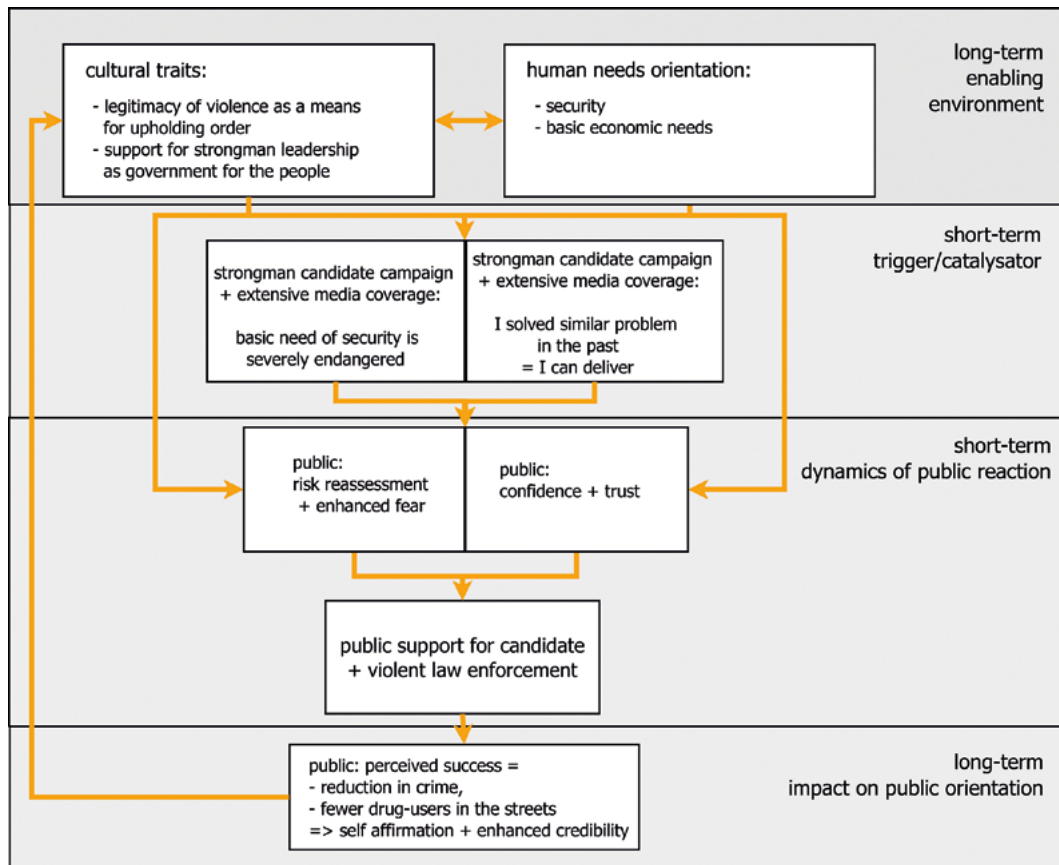 long-term
enabling
environment
cultural traits:
- legitimacy of violence as a means
for upholding order
- support for strongman leadership
as government for the people
human needs orientation:
- security
- basic economic needs
short-term
trigger/catalysator
strongman candidate campaign
+ extensive media coverage:
basic need of security is
severely endangered
strongman candidate campaign
+ extensive media coverage:
I solved similar problem
in the past
= I can deliver
short-term
dynamics of public reaction
public:
risk reassessment
+ enhanced fear
public:
confidence + trust
public support for candidate
+ violent law enforcement
long-term
impact on public orientation
public: perceived success =
- reduction in crime,
- fewer drug-users in the streets
=> self affirmation + enhanced credibility